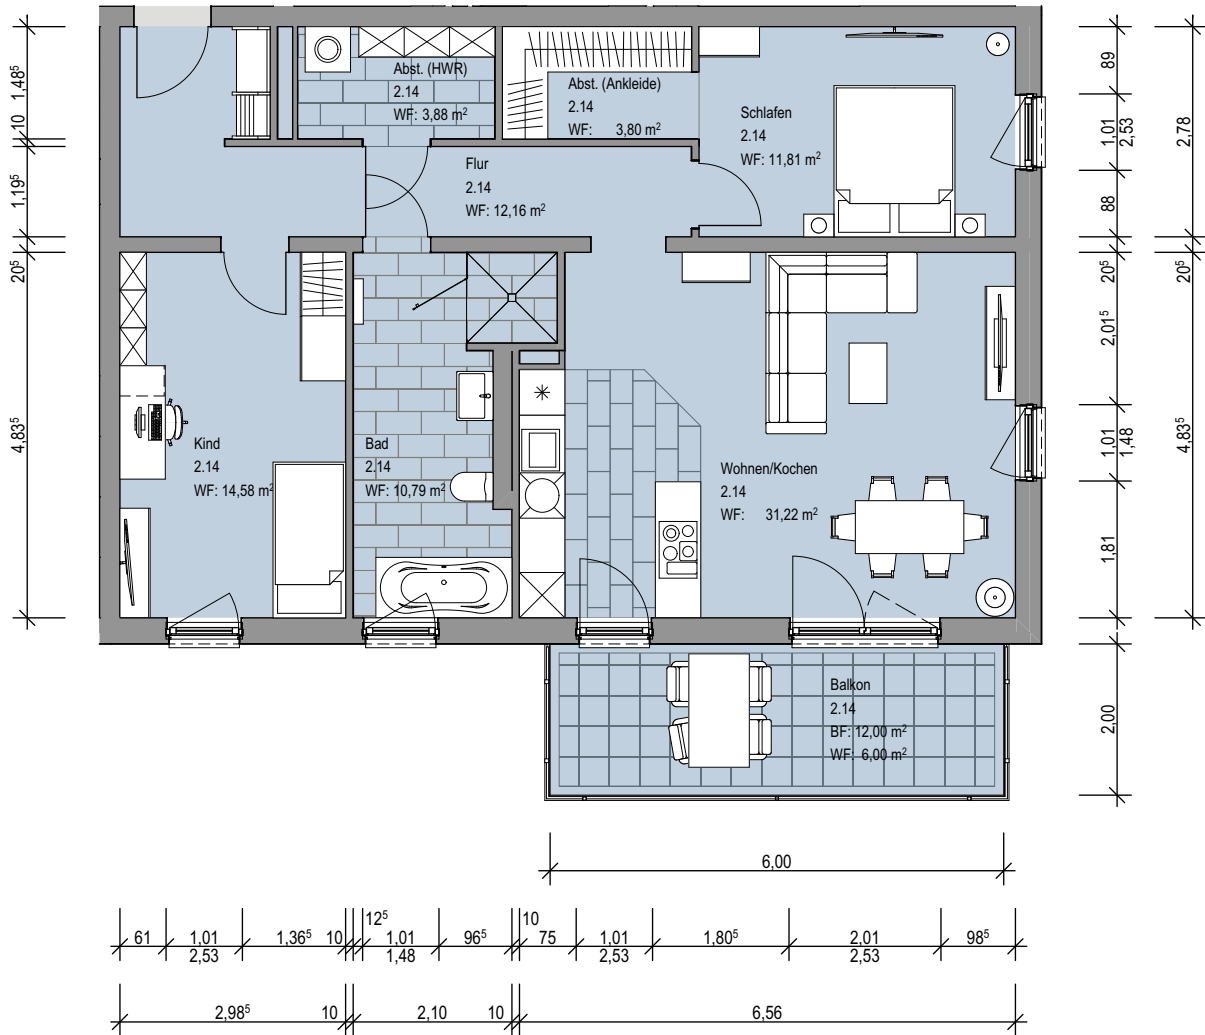 Abst. (HWR)
2.14
WF: 3,88 m²
Abst. (Ankleide)
2.14
WF: 3,80 m²
Schlafen
2.14
WF: 11,81 m²
Flur
2.14
WF: 12,16 m²
Kind
2.14
WF: 14,58 m²
Bad
2.14
WF: 10,79 m²
Wohnen/Kochen
2.14
WF: 31,22 m²
Balkon
2.14
BF: 12,00 m²
WF: 6,00 m²
1,48⁵
10
1,19⁵
20⁵
4,83⁵
89
1,01
2,53
88
20⁵
2,01⁵
1,01
1,48
1,81
2,00
2,78
20⁵
4,83⁵
6,00
61
1,01
2,53
1,36⁵
10
12⁵
1,01
1,48
96⁵
10
75
1,01
2,53
1,80⁵
2,01
2,53
98⁵
2,98⁵
10
2,10
10
6,56